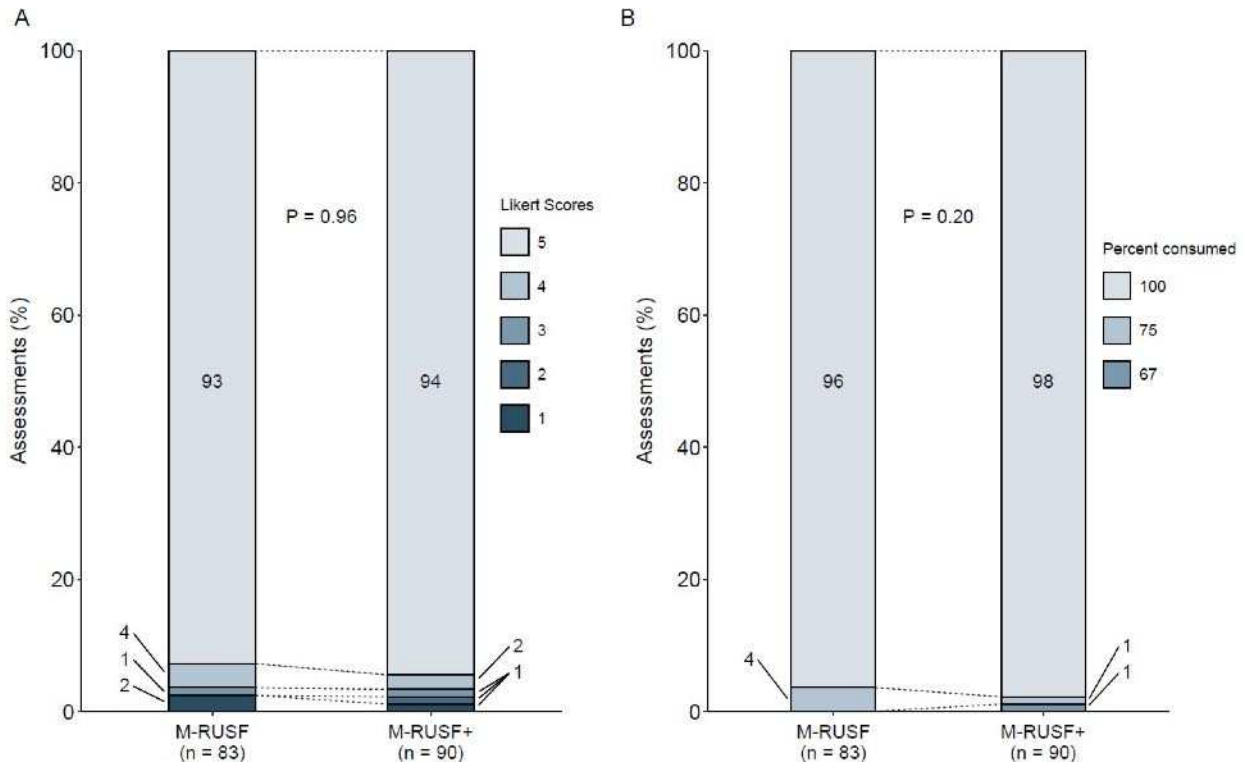 A
Assessments (%)
100
80
60
40
20
0
93
94
P = 0.96
4
1
2
2
1
M-RUSF
(n = 83)
M-RUSF+
(n = 90)
Likert Scores
5
4
3
2
1
B
Assessments (%)
100
80
60
40
20
0
96
98
P = 0.20
4
1
1
M-RUSF
(n = 83)
M-RUSF+
(n = 90)
Percent consumed
100
75
67